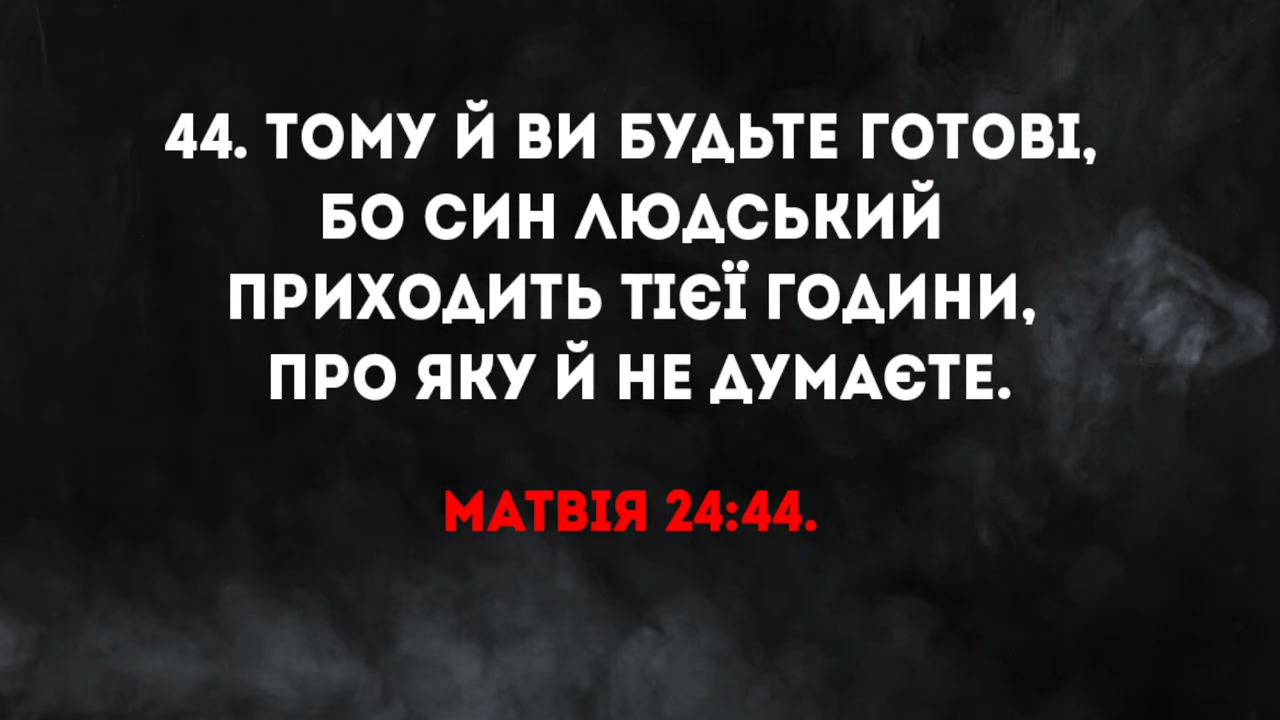 44. ТОМУ Й ВИ БУДЬТЕ ГОТОВІ,
БО СИН ЛЮДСЬКИЙ
ПРИХОДИТЬ ТІЄЇ ГОДИНИ,
ПРО ЯКУ Й НЕ ДУМАЄТЕ.
МАТВІЯ 24:44.